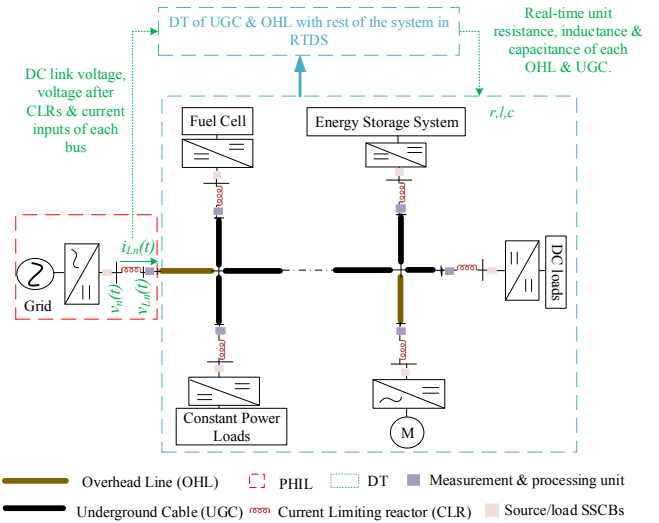 DT of UGC & OHL with rest of the system in
RTDS
Real-time unit
resistance, inductance
& capacitance of each
OHL & UGC.
DC link voltage,
voltage after
CLRs & current
inputs of each
bus
r,l,c
Fuel Cell
Energy Storage System
iLn(t)
vn(t)
vLn(t)
Grid
DC loads
Constant Power
Loads
M
Overhead Line (OHL)
PHIL
DT
Measurement & processing unit
Underground Cable (UGC)
Current Limiting reactor (CLR)
Source/load SSCBs